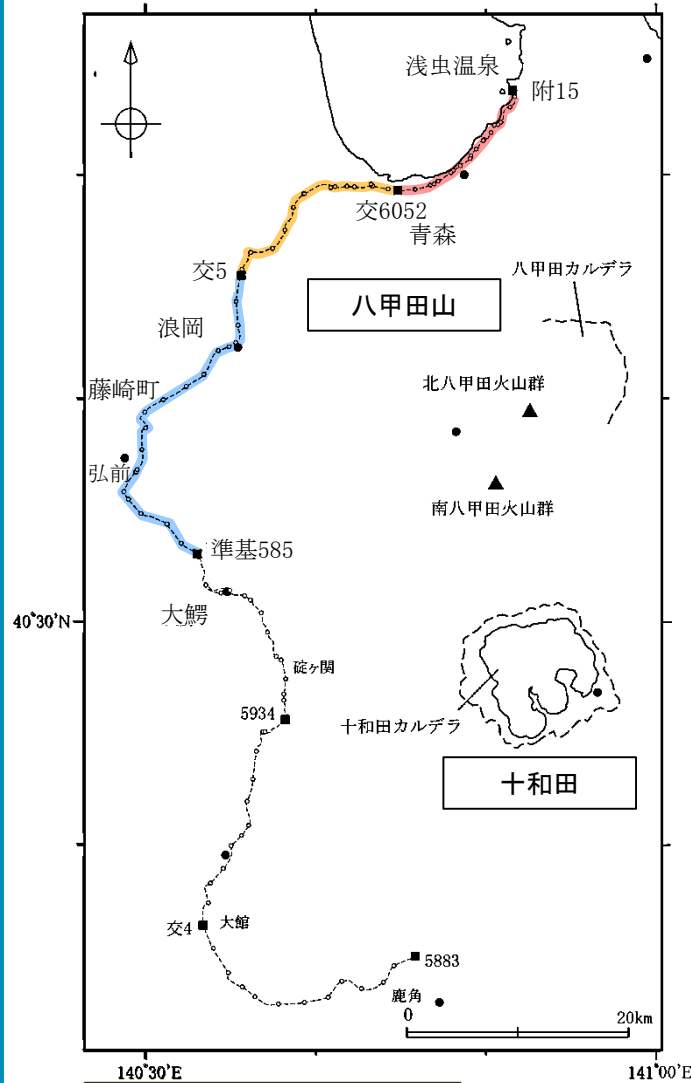 浅虫温泉
附15
交6052
青森
八甲田カルデラ
交5
八甲田山
浪岡
北八甲田火山群
藤崎町
弘前
南八甲田火山群
準基585
40°30'N
大鰐
碇ヶ関
5934
十和田カルデラ
十和田
交4
大館
5883
鹿角
0
20km
140°30'E
141°00'E